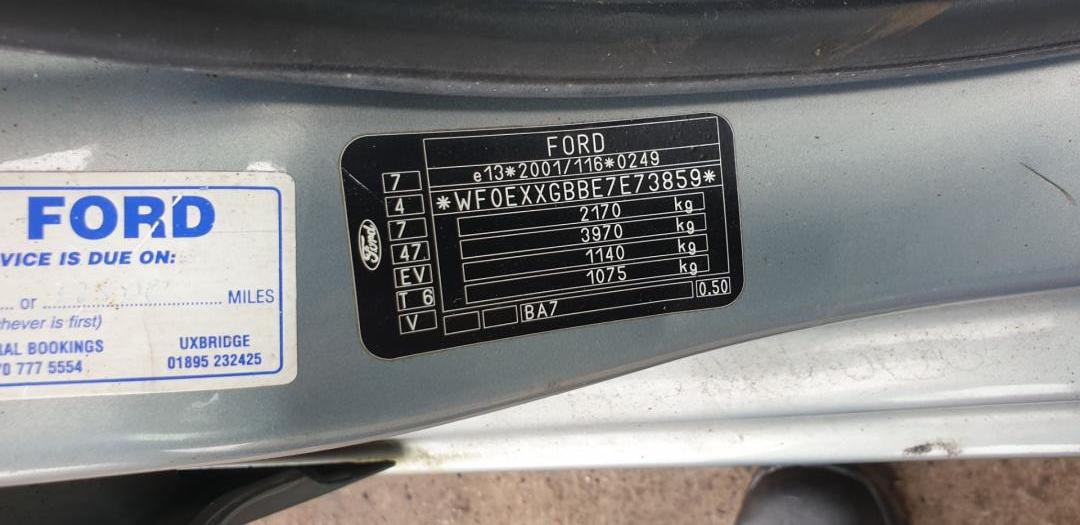 FORD
VICE IS DUE ON:
or MILES
hever is first)
RAL BOOKINGS
70 777 5554
UXBRIDGE
01895 232425
Ford
7
4
7
47.
EV
T 6
V
FORD
e13*2001/116*0249
*WF0EXXGBBE7E73859*
2170 kg
3970 kg
1140 kg
1075 kg
BA7
0.50